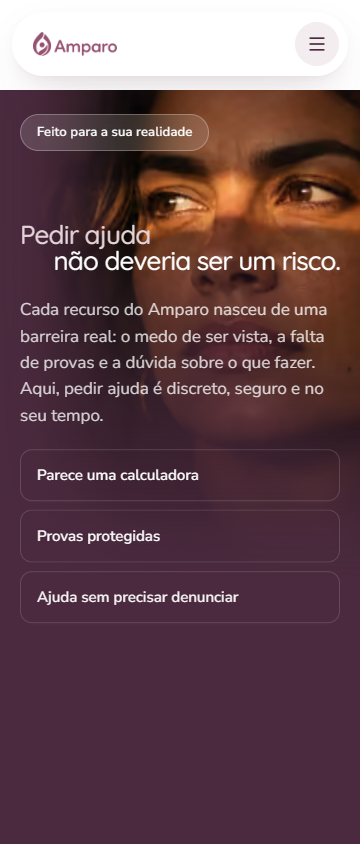 Amparo
Feito para a sua realidade
Pedir ajuda
não deveria ser um risco.
Cada recurso do Amparo nasceu de uma
barreira real: o medo de ser vista, a falta
de provas e a dúvida sobre o que fazer.
Aqui, pedir ajuda é discreto, seguro e no
seu tempo.
Parece uma calculadora
Provas protegidas
Ajuda sem precisar denunciar